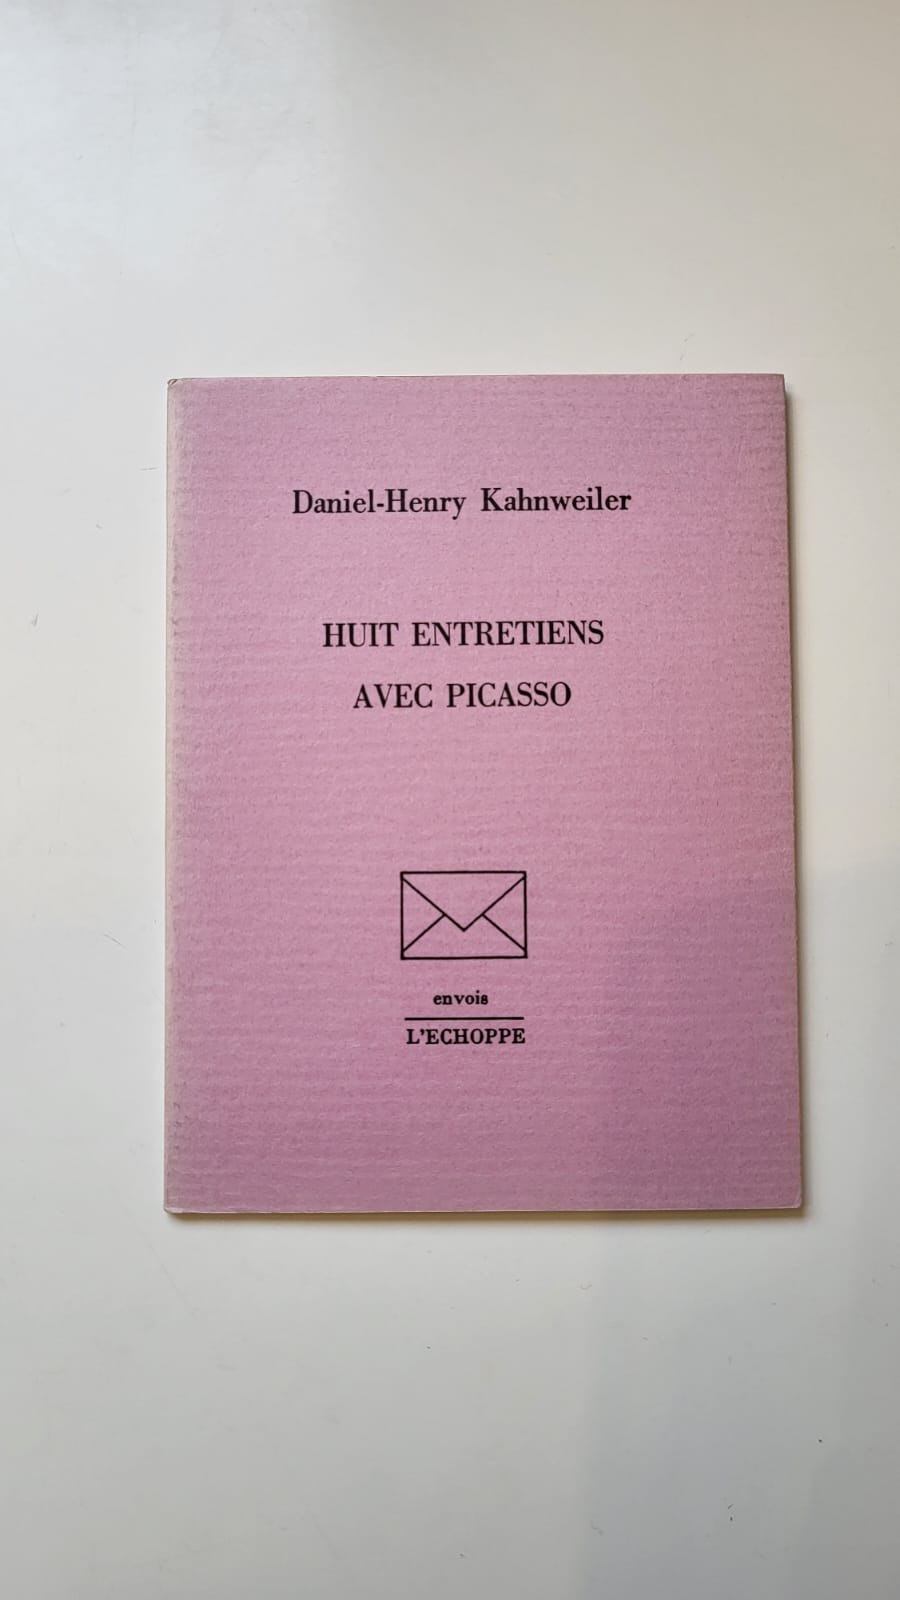 Daniel-Henry Kahnweiler
HUIT ENTRETIENS
AVEC PICASSO
envois
L'ECHOPPE